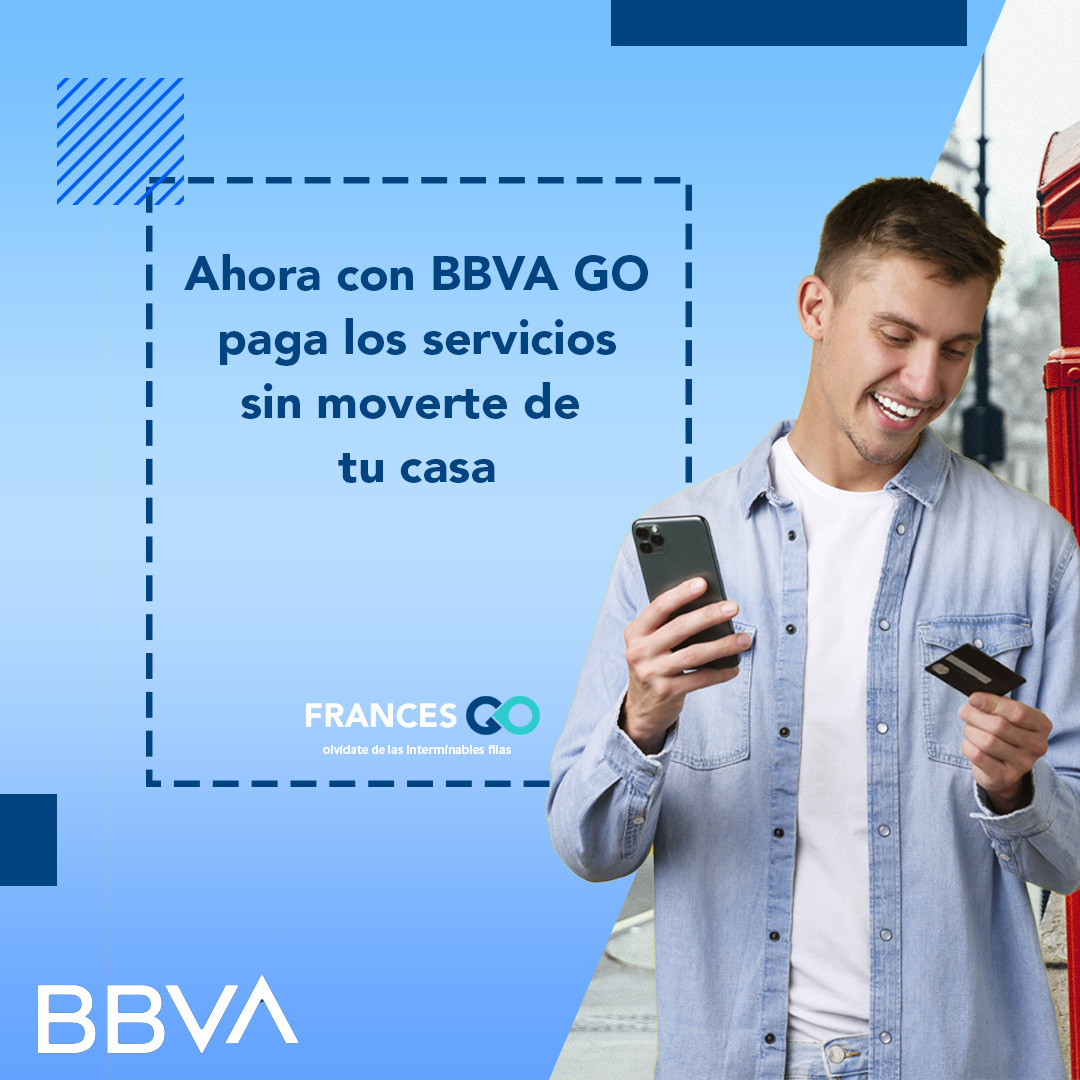 Ahora con BBVA GO
paga los servicios
sin moverte de
tu casa
FRANCES GO
olvídate de las interminables filas
BBVA